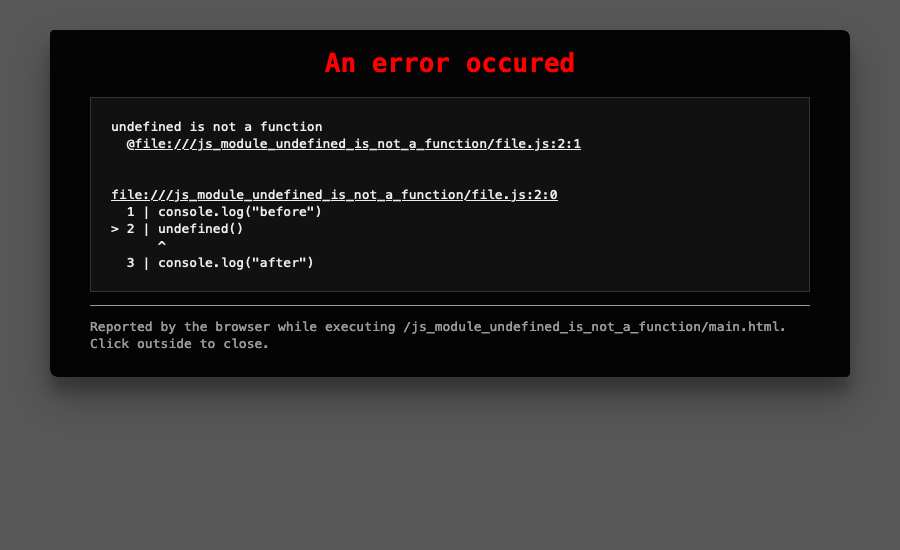 An error occured
undefined is not a function
  @file:///js_module_undefined_is_not_a_function/file.js:2:1
file:///js_module_undefined_is_not_a_function/file.js:2:0
  1 | console.log("before")
> 2 | undefined()
      ^
  3 | console.log("after")
Reported by the browser while executing /js_module_undefined_is_not_a_function/main.html.
Click outside to close.